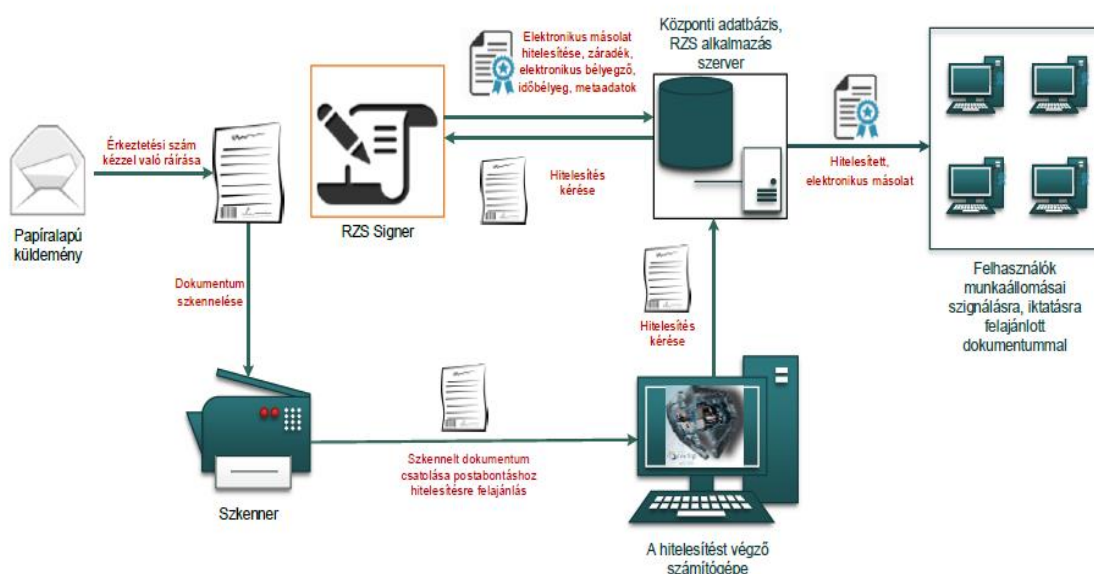 Papíralapú
küldemény
Érkeztetési szám
kézzel való ráírása
Dokumentum
szkennelése
Szkenner
Szkennelt dokumentum
csatolása postabontáshoz
hitelesítésre felajánlás
A hitelesítést végző
számítógépe
Hitelesítés
kérése
Központi adatbázis,
RZS alkalmazás
szerver
Hitelesítés
kérése
RZS Signer
Elektronikus másolat
hitelesítése, záradék,
elektronikus bélyegző,
időbélyeg, metaadatok
Hitelesített,
elektronikus másolat
Felhasználók
munkaállomásai
szignálásra, iktatásra
felajánlott
dokumentummal